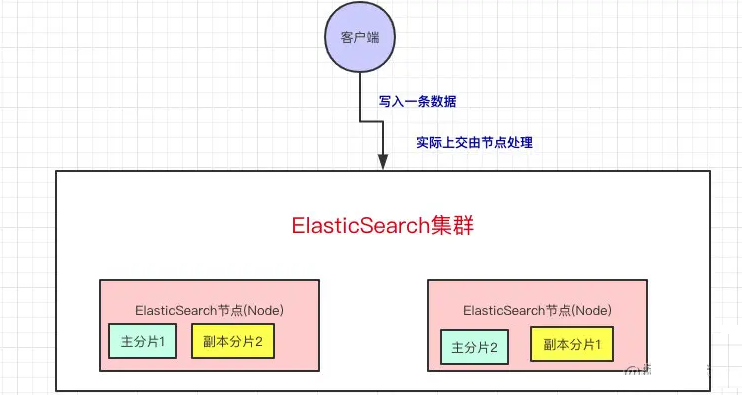 客户端
写入一条数据
实际上交由节点处理
ElasticSearch集群
ElasticSearch节点(Node)
主分片1
副本分片2
ElasticSearch节点(Node)
主分片2
副本分片1